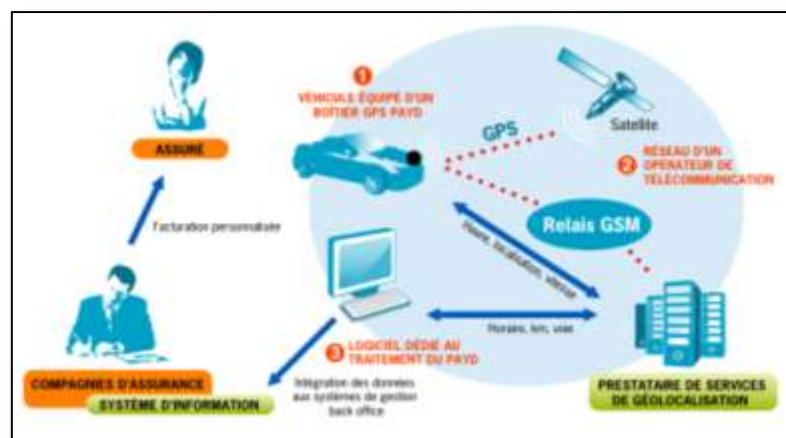 1
VÉHICULE ÉQUIPÉ D'UN
BOÎTIER GPS PAYD
GPS
Satellite
2
RÉSEAU D'UN
OPÉRATEUR DE
TÉLÉCOMMUNICATION
ASSURÉ
Facturation personnalisée
Relais GSM
Heure, localisation, vitesse
Horaire, km, voie
3
LOGICIEL DÉDIÉ AU
TRAITEMENT DU PAYD
Intégration des données
aux systèmes de gestion
back office
COMPAGNIES D'ASSURANCE
SYSTÈME D'INFORMATION
PRESTATAIRE DE SERVICES
DE GÉOLOCALISATION